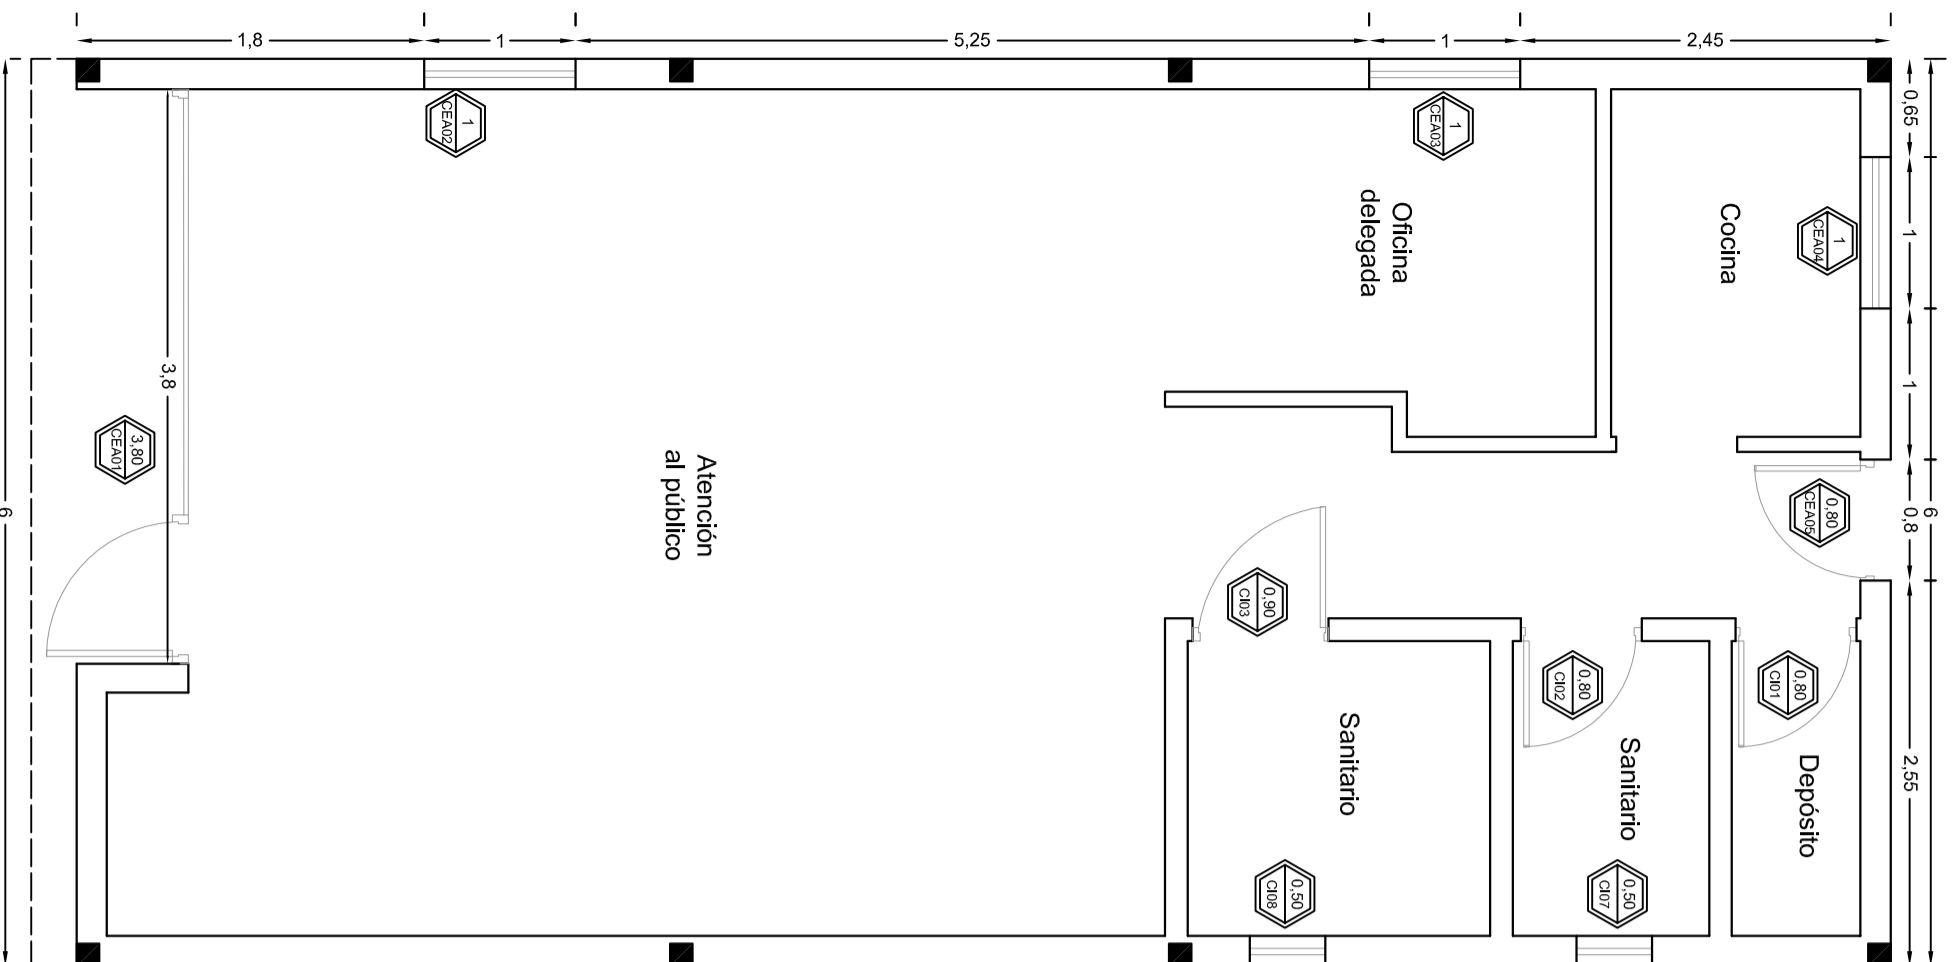 1,8
1
5,25
1
2,45
0,65
1
1
0,8
2,55
6
6
3,8
1
CEA02
1
CEA03
1
CEA04
3,80
CEA01
0,80
CEA05
0,90
CI03
0,80
CI02
0,80
CI01
0,50
CI08
0,50
CI07
Oficina
delegada
Cocina
Atención
al público
Sanitario
Sanitario
Depósito